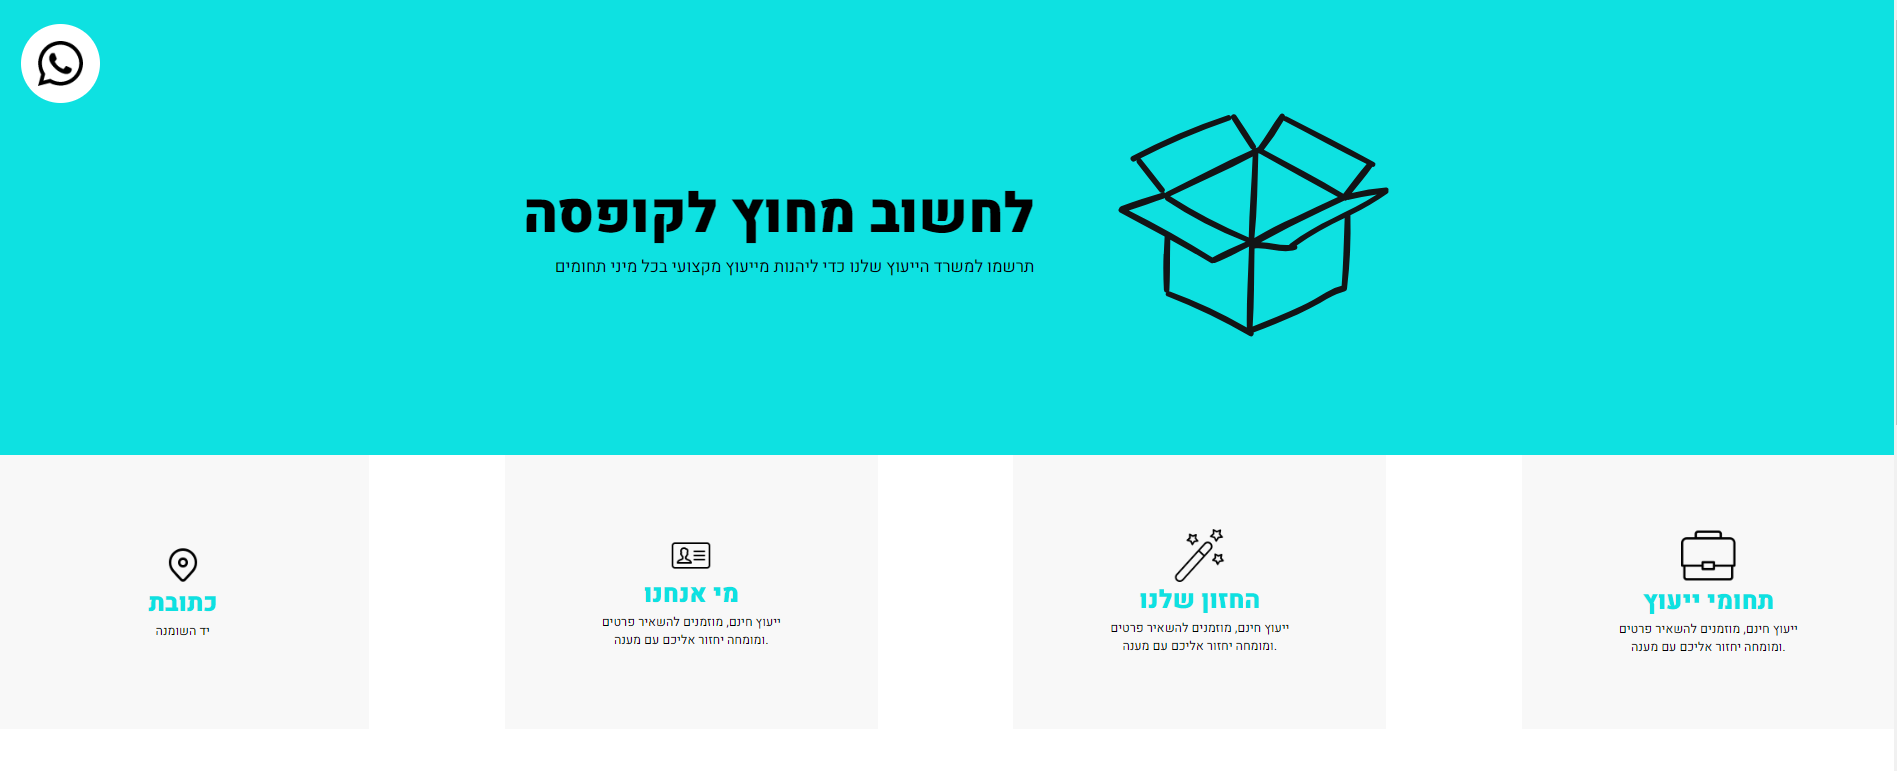 לחשוב מחוץ לקופסה
תרשמו למשרד הייעוץ שלנו כדי ליהנות מייעוץ מקצועי בכל מיני תחומים
תחומי ייעוץ
ייעוץ חינם, מוזמנים להשאיר פרטים
ומומחה יחזור אליכם עם מענה.
החזון שלנו
ייעוץ חינם, מוזמנים להשאיר פרטים
ומומחה יחזור אליכם עם מענה.
מי אנחנו
ייעוץ חינם, מוזמנים להשאיר פרטים
ומומחה יחזור אליכם עם מענה.
כתובת
יד השומנה